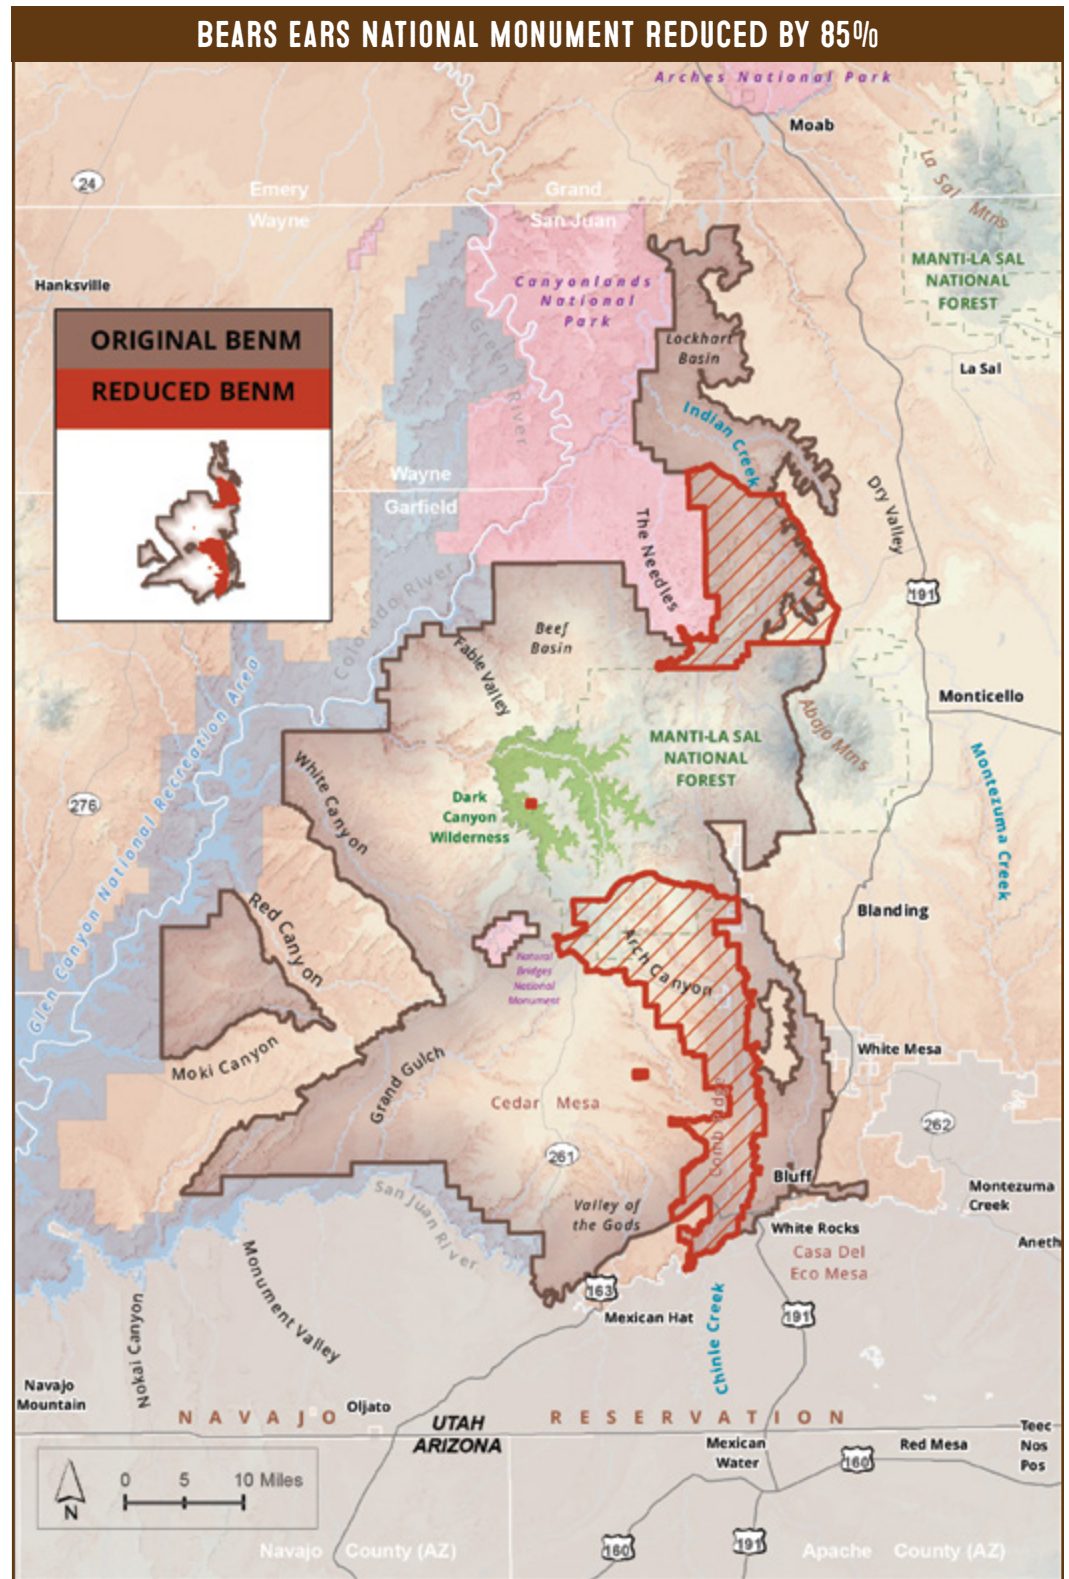 BEARS EARS NATIONAL MONUMENT REDUCED BY 85%
Arches National Park
Moab
La Sal Mtns
24
Emery
Grand
Wayne
San Juan
MANTI-LA SAL
NATIONAL
FOREST
Hanksville
Canyonlands
National
Park
Green River
ORIGINAL BENM
REDUCED BENM
Lockhart
Basin
La Sal
Indian Creek
Wayne
Garfield
Dry Valley
The Needles
191
Colorado River
Beef
Basin
Fable Valley
Monticello
Glen Canyon National Recreation Area
Abajo Mtns
MANTI-LA SAL
NATIONAL
FOREST
Montezuma Creek
White Canyon
276
Dark
Canyon
Wilderness
Blanding
Red Canyon
Arch Canyon
Natural
Bridges
National
Monument
Moki Canyon
White Mesa
Grand Gulch
Cedar Mesa
Comb Ridge
262
261
Bluff
Montezuma
Creek
San Juan River
Valley of
the Gods
White Rocks
Aneth
Casa Del
Eco Mesa
Monument Valley
163
Mexican Hat
191
Chinle Creek
Nokai Canyon
Navajo
Mountain
Oljato
NAVAJO RESERVATION
UTAH
ARIZONA
Teec
Nos
Pos
Mexican
Water
Red Mesa
160
0 5 10 Miles
N
160
191
Navajo County (AZ)
Apache County (AZ)